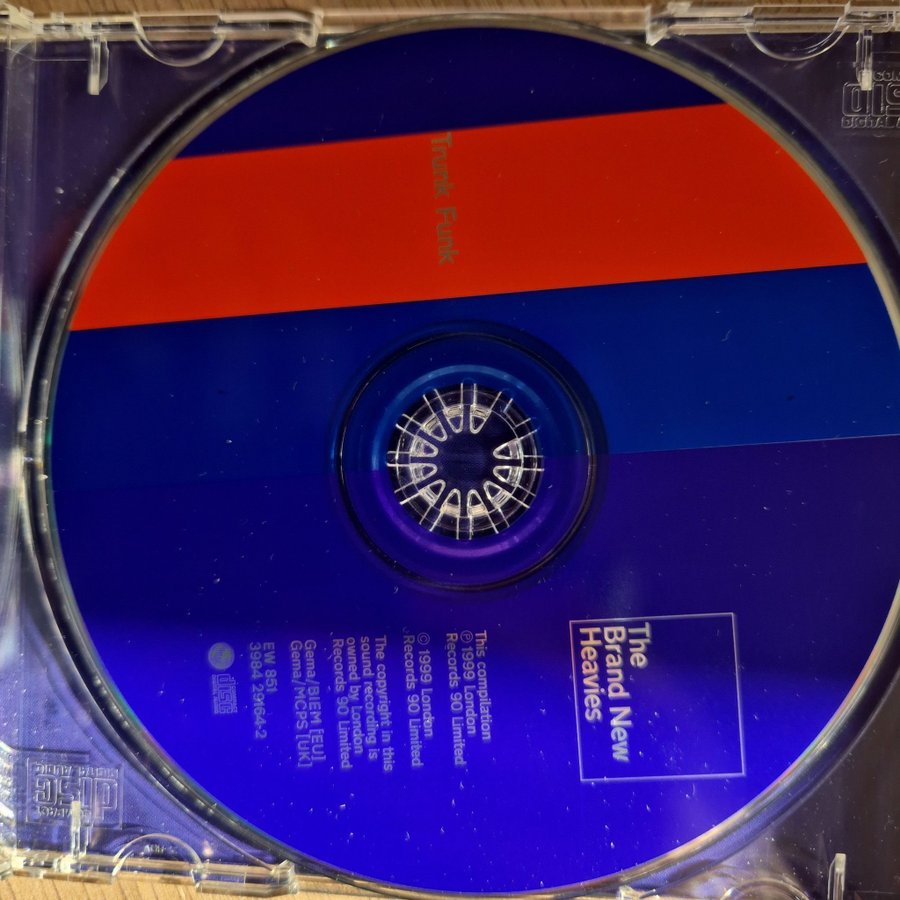 Trunk Funk
The
Brand New
Heavies
This compilation
℗ 1999 London
Records 90 Limited
© 1999 London
Records 90 Limited
The copyright in this
sound recording is
owned by London
Records 90 Limited
Gema/BIEM [EU]
Gema/MCPS [UK]
EW 851
3984 29164-2
disc